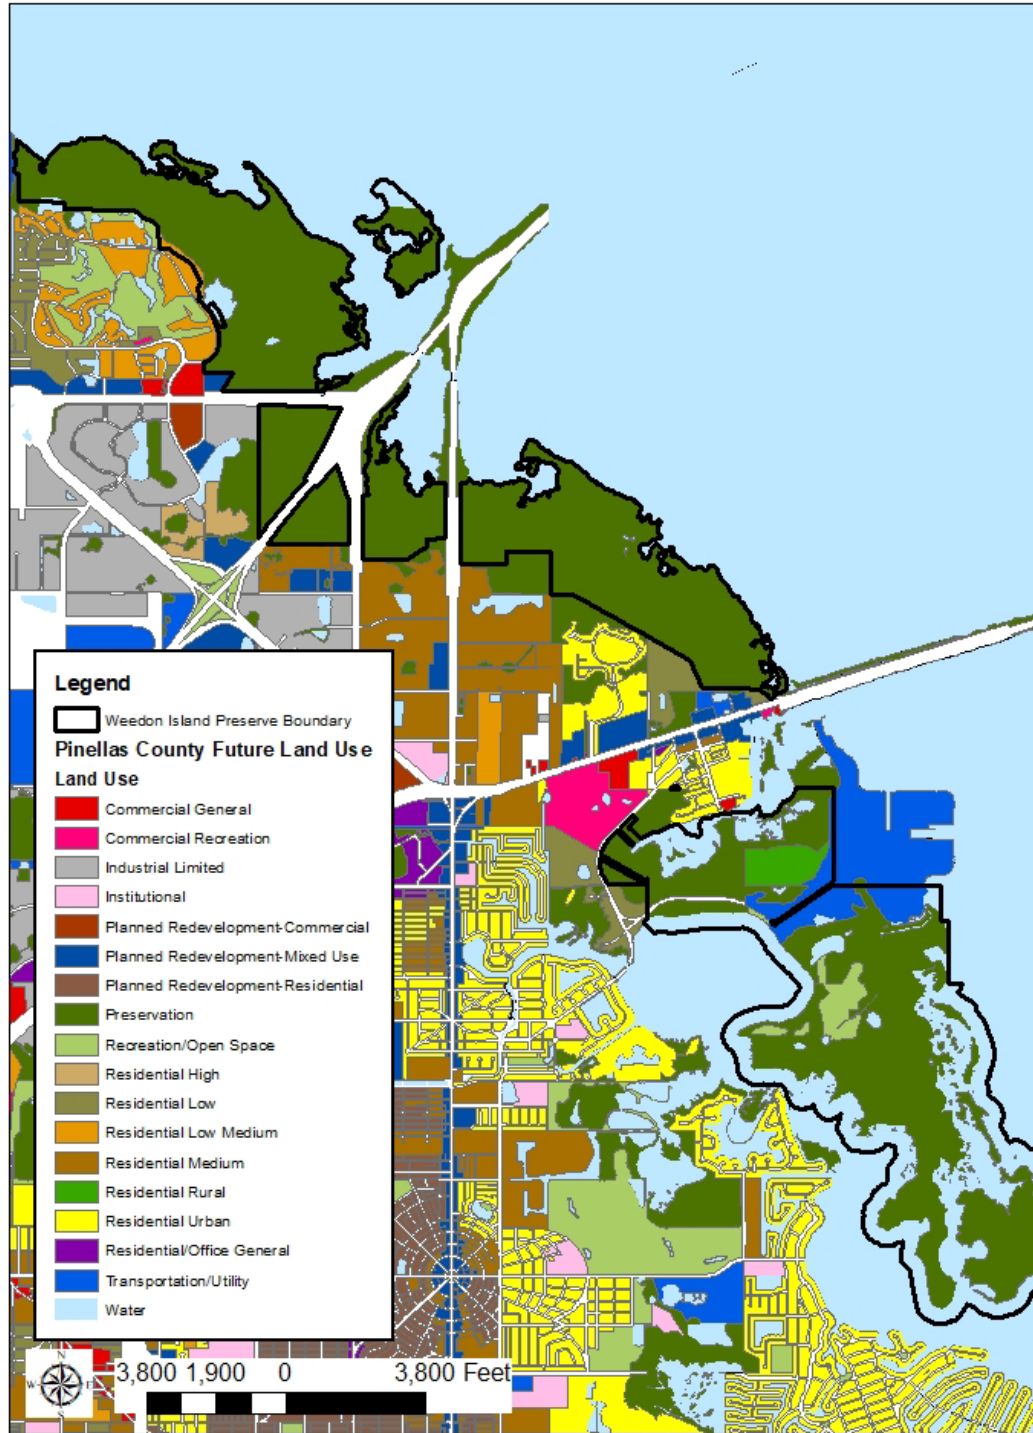 Legend
Weedon Island Preserve Boundary
Pinellas County Future Land Use
Land Use
Commercial General
Commercial Recreation
Industrial Limited
Institutional
Planned Redevelopment-Commercial
Planned Redevelopment-Mixed Use
Planned Redevelopment-Residential
Preservation
Recreation/Open Space
Residential High
Residential Low
Residential Low Medium
Residential Medium
Residential Rural
Residential Urban
Residential/Office General
Transportation/Utility
Water
N
W E
S
3,800 1,900 0 3,800 Feet